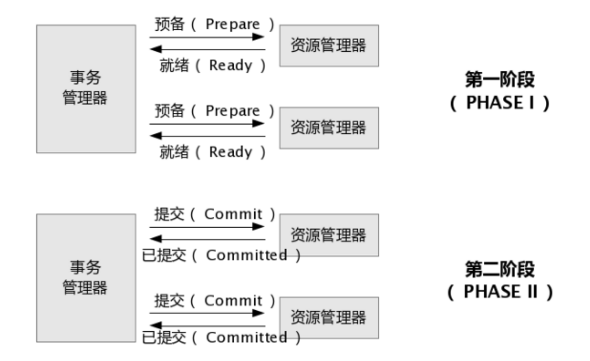 预备（ Prepare ）
资源管理器
就绪（ Ready ）
事务
管理器
第一阶段
（ PHASE I ）
预备（ Prepare ）
资源管理器
就绪（ Ready ）
提交（ Commit ）
资源管理器
已提交（ Committed ）
事务
管理器
第二阶段
（ PHASE II ）
提交（ Commit ）
资源管理器
已提交（ Committed ）